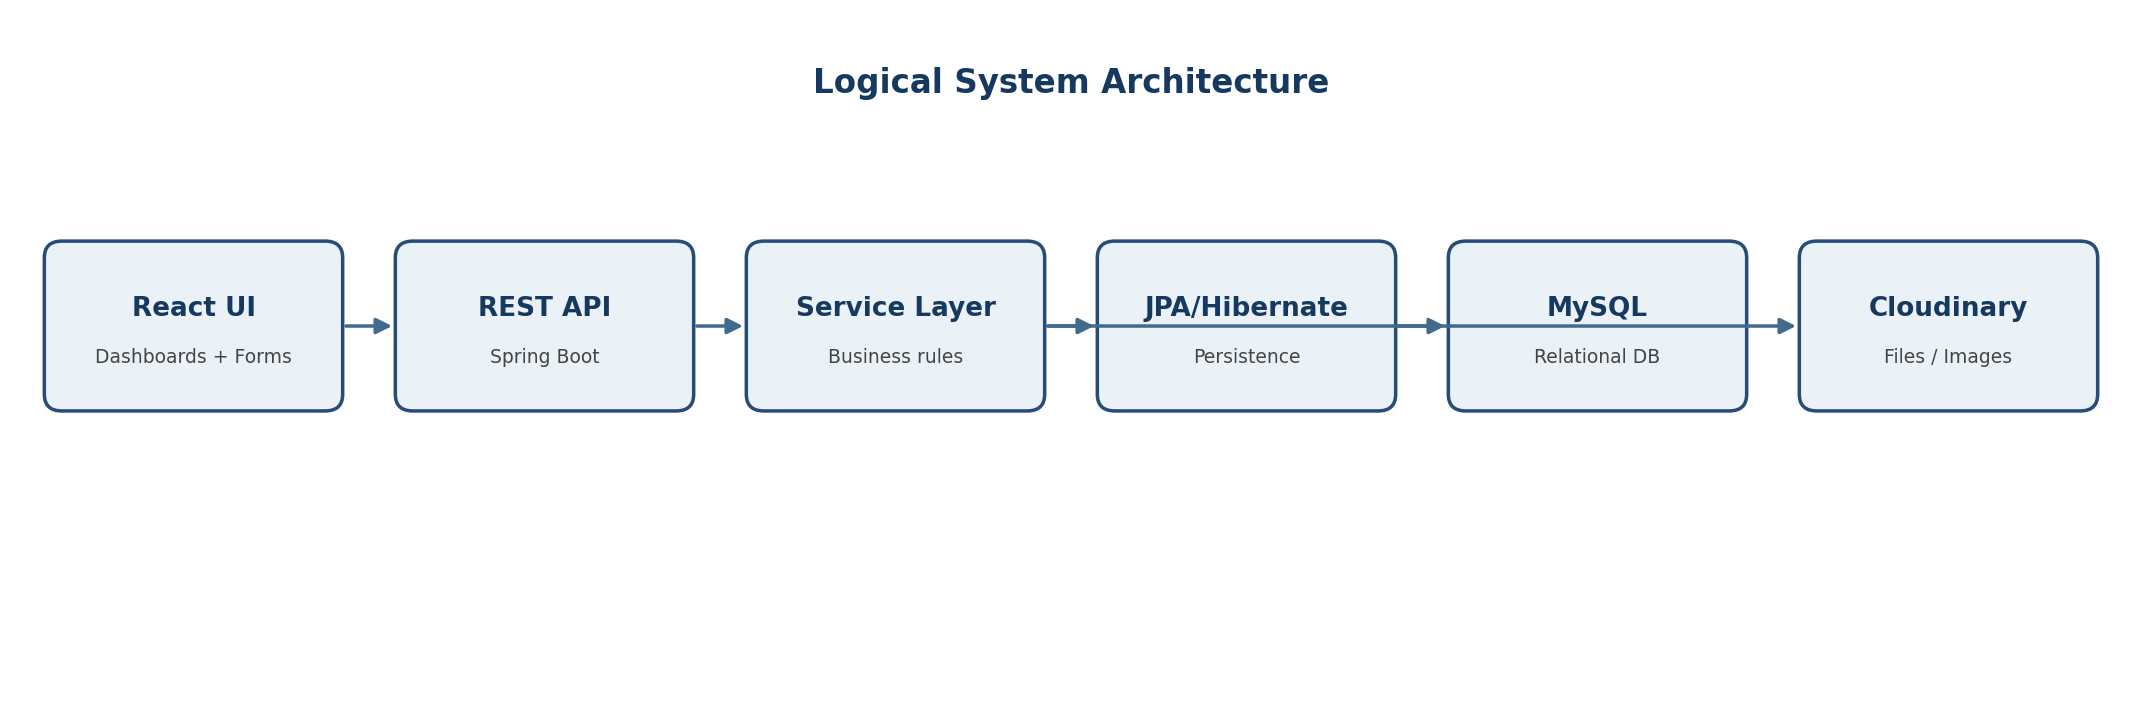 Logical System Architecture
React UI
Dashboards + Forms
REST API
Spring Boot
Service Layer
Business rules
JPA/Hibernate
Persistence
MySQL
Relational DB
Cloudinary
Files / Images